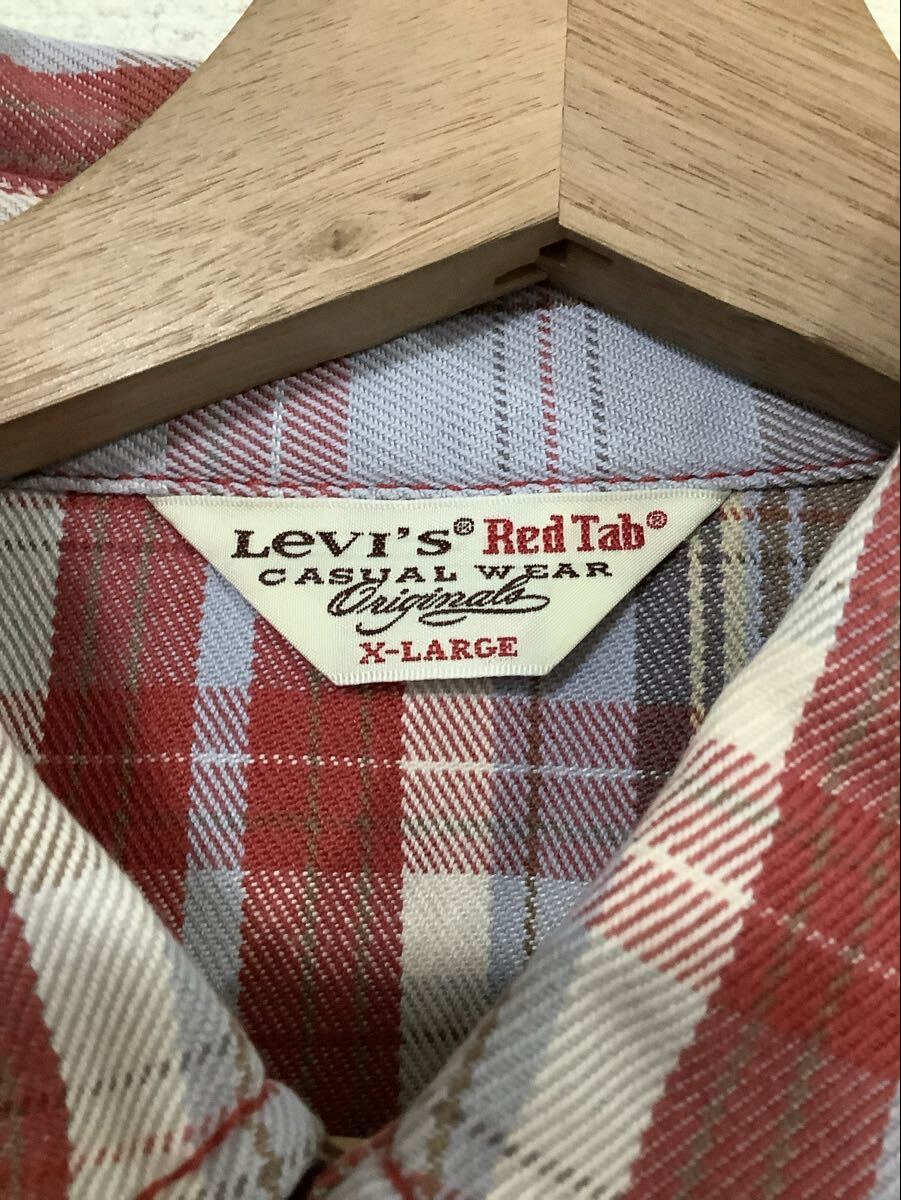 Levi's® Red Tab®
CASUAL WEAR
Originals
X-LARGE